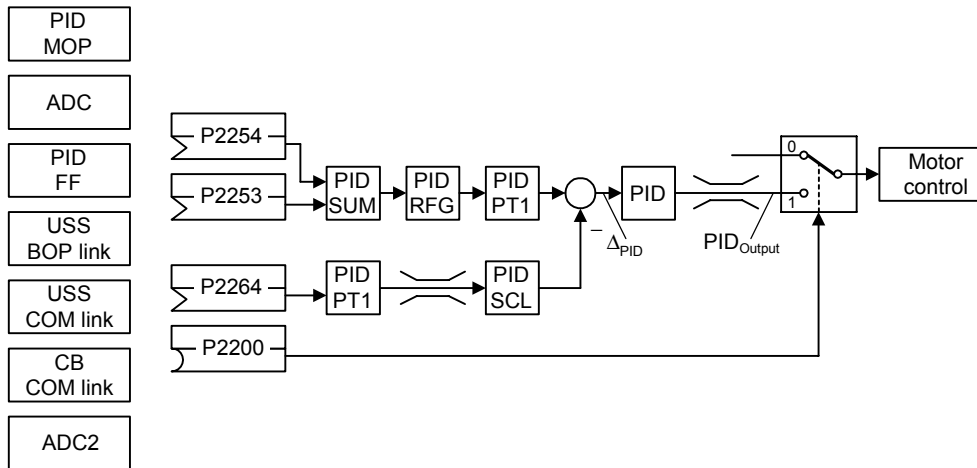 PID
MOP
ADC
PID
FF
USS
BOP link
USS
COM link
CB
COM link
ADC2
P2254
P2253
P2264
P2200
PID
SUM
PID
RFG
PID
PT1
PID
PT1
PID
SCL
−
ΔPID
PID
PIDOutput
0
1
Motor
control